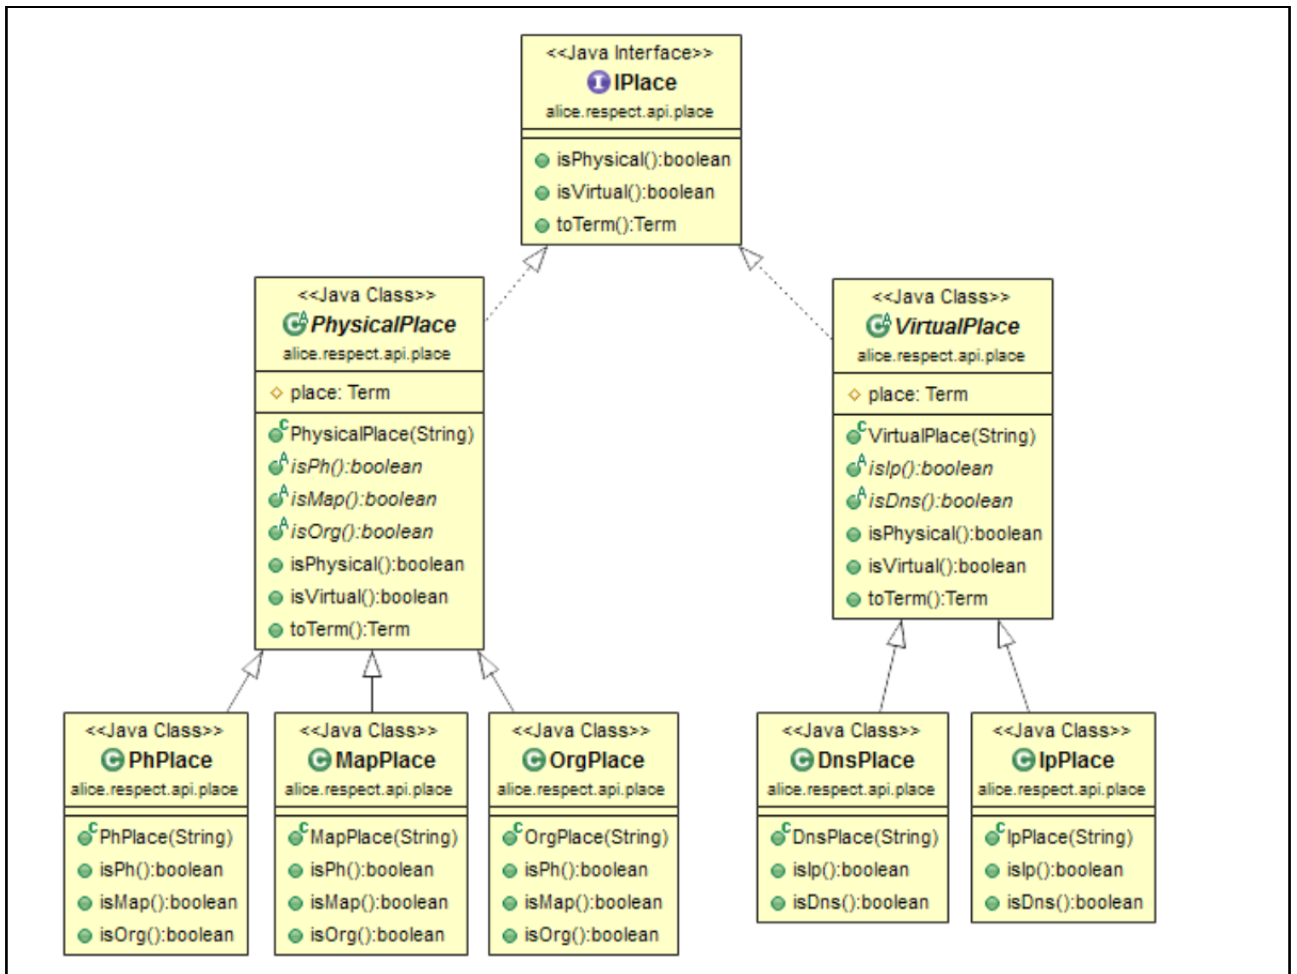 <<Java Interface>>
IPlace
alice.respect.api.place
isPhysical():boolean
isVirtual():boolean
toTerm():Term
<<Java Class>>
PhysicalPlace
alice.respect.api.place
place: Term
PhysicalPlace(String)
isPh():boolean
isMap():boolean
isOrg():boolean
isPhysical():boolean
isVirtual():boolean
toTerm():Term
<<Java Class>>
VirtualPlace
alice.respect.api.place
place: Term
VirtualPlace(String)
isIp():boolean
isDns():boolean
isPhysical():boolean
isVirtual():boolean
toTerm():Term
<<Java Class>>
PhPlace
alice.respect.api.place
PhPlace(String)
isPh():boolean
isMap():boolean
isOrg():boolean
<<Java Class>>
MapPlace
alice.respect.api.place
MapPlace(String)
isPh():boolean
isMap():boolean
isOrg():boolean
<<Java Class>>
OrgPlace
alice.respect.api.place
OrgPlace(String)
isPh():boolean
isMap():boolean
isOrg():boolean
<<Java Class>>
DnsPlace
alice.respect.api.place
DnsPlace(String)
isIp():boolean
isDns():boolean
<<Java Class>>
IpPlace
alice.respect.api.place
IpPlace(String)
isIp():boolean
isDns():boolean